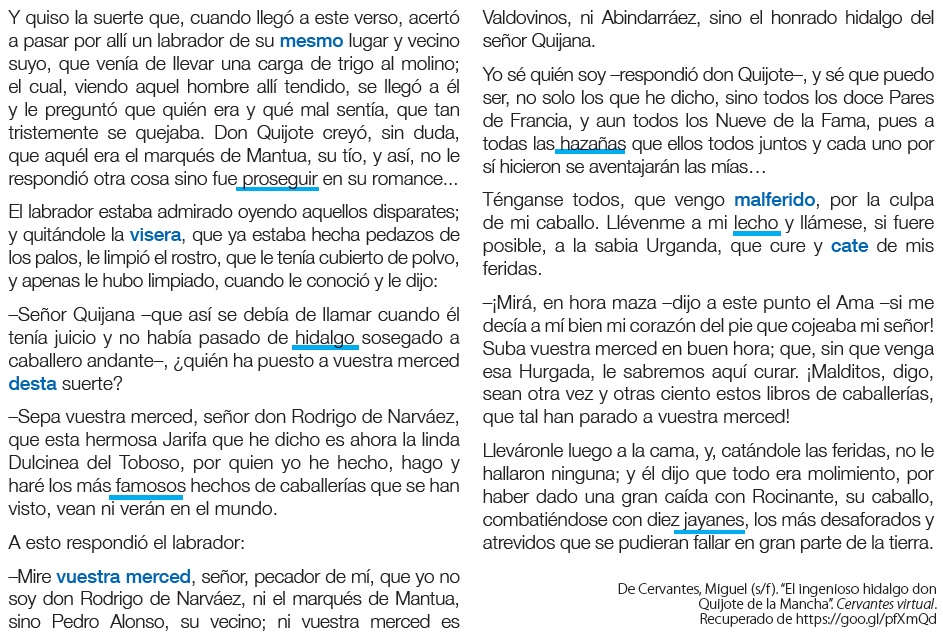 Y quiso la suerte que, cuando llegó a este verso, acertó
a pasar por allí un labrador de su mesmo lugar y vecino
suyo, que venía de llevar una carga de trigo al molino;
el cual, viendo aquel hombre allí tendido, se llegó a él
y le preguntó que quién era y qué mal sentía, que tan
tristemente se quejaba. Don Quijote creyó, sin duda,
que aquél era el marqués de Mantua, su tío, y así, no le
respondió otra cosa sino fue proseguir en su romance...
El labrador estaba admirado oyendo aquellos disparates;
y quitándole la visera, que ya estaba hecha pedazos de
los palos, le limpió el rostro, que le tenía cubierto de polvo,
y apenas le hubo limpiado, cuando le conoció y le dijo:
–Señor Quijana –que así se debía de llamar cuando él
tenía juicio y no había pasado de hidalgo sosegado a
caballero andante–, ¿quién ha puesto a vuestra merced
desta suerte?
–Sepa vuestra merced, señor don Rodrigo de Narváez,
que esta hermosa Jarifa que he dicho es ahora la linda
Dulcinea del Toboso, por quien yo he hecho, hago y
haré los más famosos hechos de caballerías que se han
visto, vean ni verán en el mundo.
A esto respondió el labrador:
–Mire vuestra merced, señor, pecador de mí, que yo no
soy don Rodrigo de Narváez, ni el marqués de Mantua,
sino Pedro Alonso, su vecino; ni vuestra merced es
Valdovinos, ni Abindarráez, sino el honrado hidalgo del
señor Quijana.
Yo sé quién soy –respondió don Quijote–, y sé que puedo
ser, no solo los que he dicho, sino todos los doce Pares
de Francia, y aun todos los Nueve de la Fama, pues a
todas las hazañas que ellos todos juntos y cada uno por
sí hicieron se aventajarán las mías…
Ténganse todos, que vengo malferido, por la culpa
de mi caballo. Llévenme a mi lecho y llámese, si fuere
posible, a la sabia Urganda, que cure y cate de mis
feridas.
–¡Mirá, en hora maza –dijo a este punto el Ama –si me
decía a mí bien mi corazón del pie que cojeaba mi señor!
Suba vuestra merced en buen hora; que, sin que venga
esa Hurgada, le sabremos aquí curar. ¡Malditos, digo,
sean otra vez y otras ciento estos libros de caballerías,
que tal han parado a vuestra merced!
Lleváronle luego a la cama, y, catándole las feridas, no le
hallaron ninguna; y él dijo que todo era molimiento, por
haber dado una gran caída con Rocinante, su caballo,
combatiéndose con diez jayanes, los más desaforados y
atrevidos que se pudieran fallar en gran parte de la tierra.
De Cervantes, Miguel (s/f). "El ingenioso hidalgo don
Quijote de la Mancha". Cervantes virtual.
Recuperado de https://goo.gl/pfXmQd